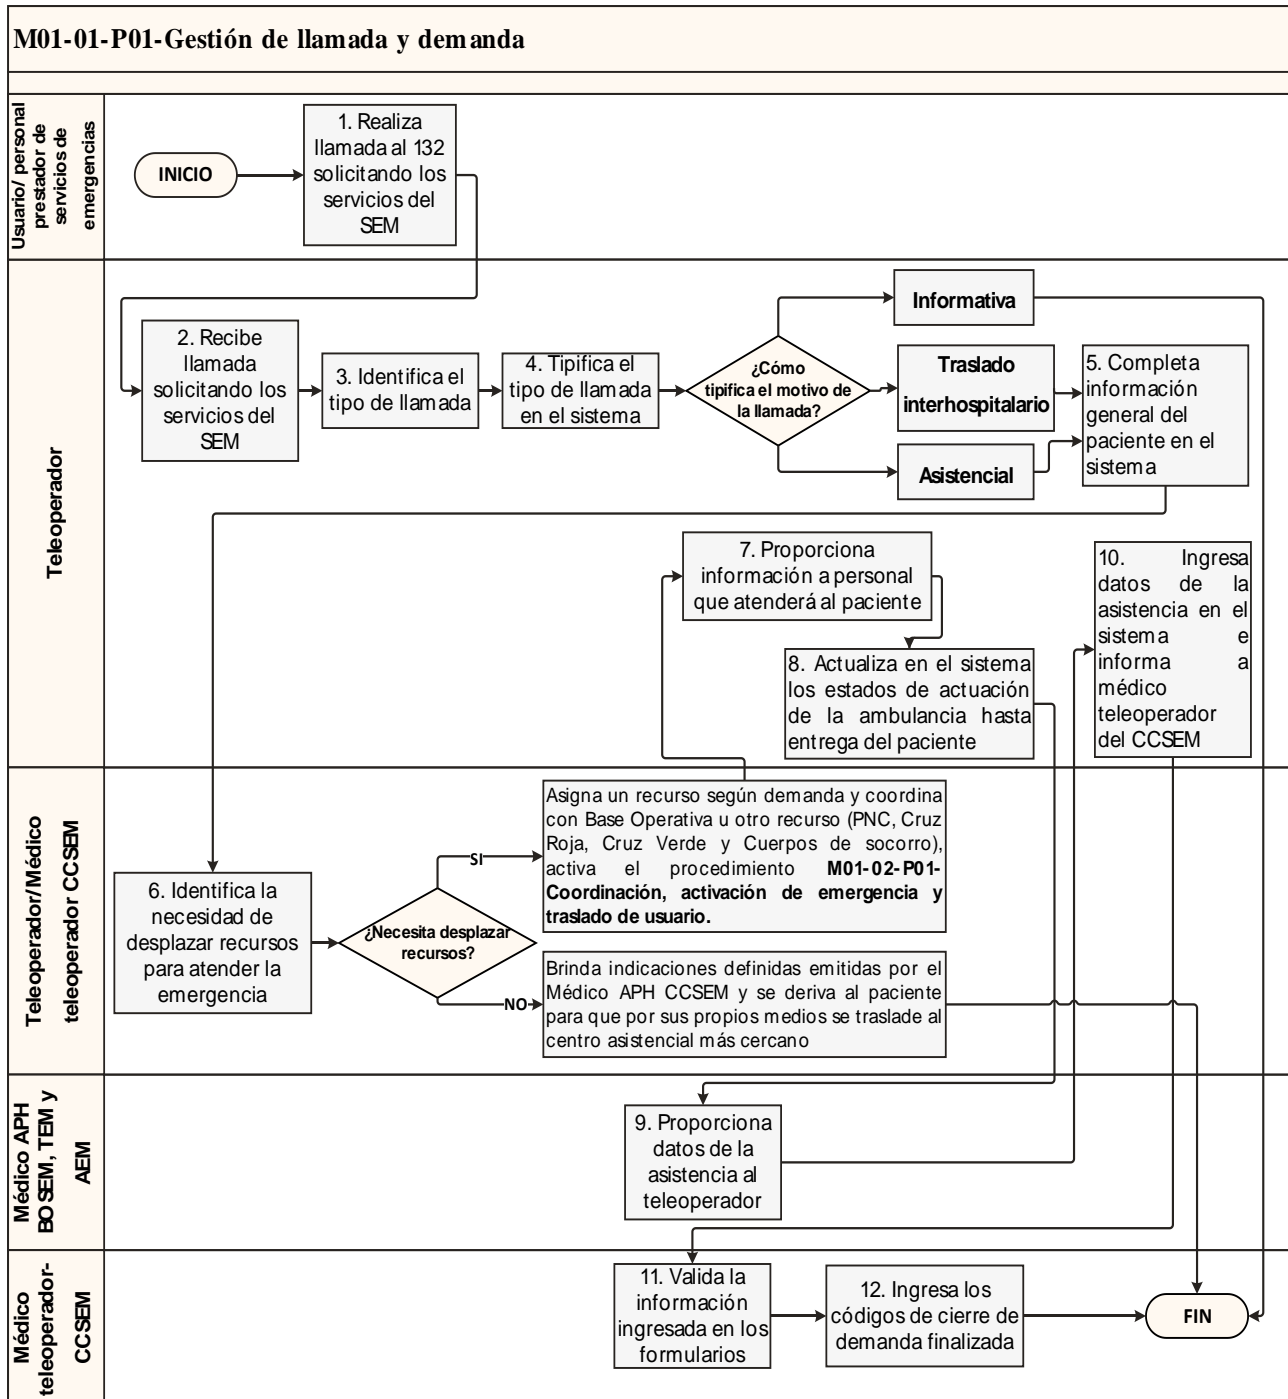 M01-01-P01-Gestión de llamada y demanda
Usuario/ personal
prestador de
servicios de
emergencias
INICIO
1. Realiza
llamada al 132
solicitando los
servicios del
SEM
Teleoperador
2. Recibe
llamada
solicitando los
servicios del
SEM
3. Identifica el
tipo de llamada
4. Tipifica el
tipo de llamada
en el sistema
¿Cómo
tipifica el motivo de
la llamada?
Informativa
Traslado
interhospitalario
Asistencial
5. Completa
información
general del
paciente en el
sistema
7. Proporciona
información a personal
que atenderá al paciente
8. Actualiza en el sistema
los estados de actuación
de la ambulancia hasta
entrega del paciente
10. Ingresa
datos de la
asistencia en el
sistema e
informa a
médico
teleoperador
del CCSEM
Teleoperador/Médico
teleoperador CCSEM
6. Identifica la
necesidad de
desplazar recursos
para atender la
emergencia
¿Necesita desplazar
recursos?
SI
Asigna un recurso según demanda y coordina
con Base Operativa u otro recurso (PNC, Cruz
Roja, Cruz Verde y Cuerpos de socorro),
activa el procedimiento M01-02-P01-
Coordinación, activación de emergencia y
traslado de usuario.
NO
Brinda indicaciones definidas emitidas por el
Médico APH CCSEM y se deriva al paciente
para que por sus propios medios se traslade al
centro asistencial más cercano
Médico APH
BOSEM, TEM y
AEM
9. Proporciona
datos de la
asistencia al
teleoperador
Médico
teleoperador-
CCSEM
11. Valida la
información
ingresada en los
formularios
12. Ingresa los
códigos de cierre de
demanda finalizada
FIN